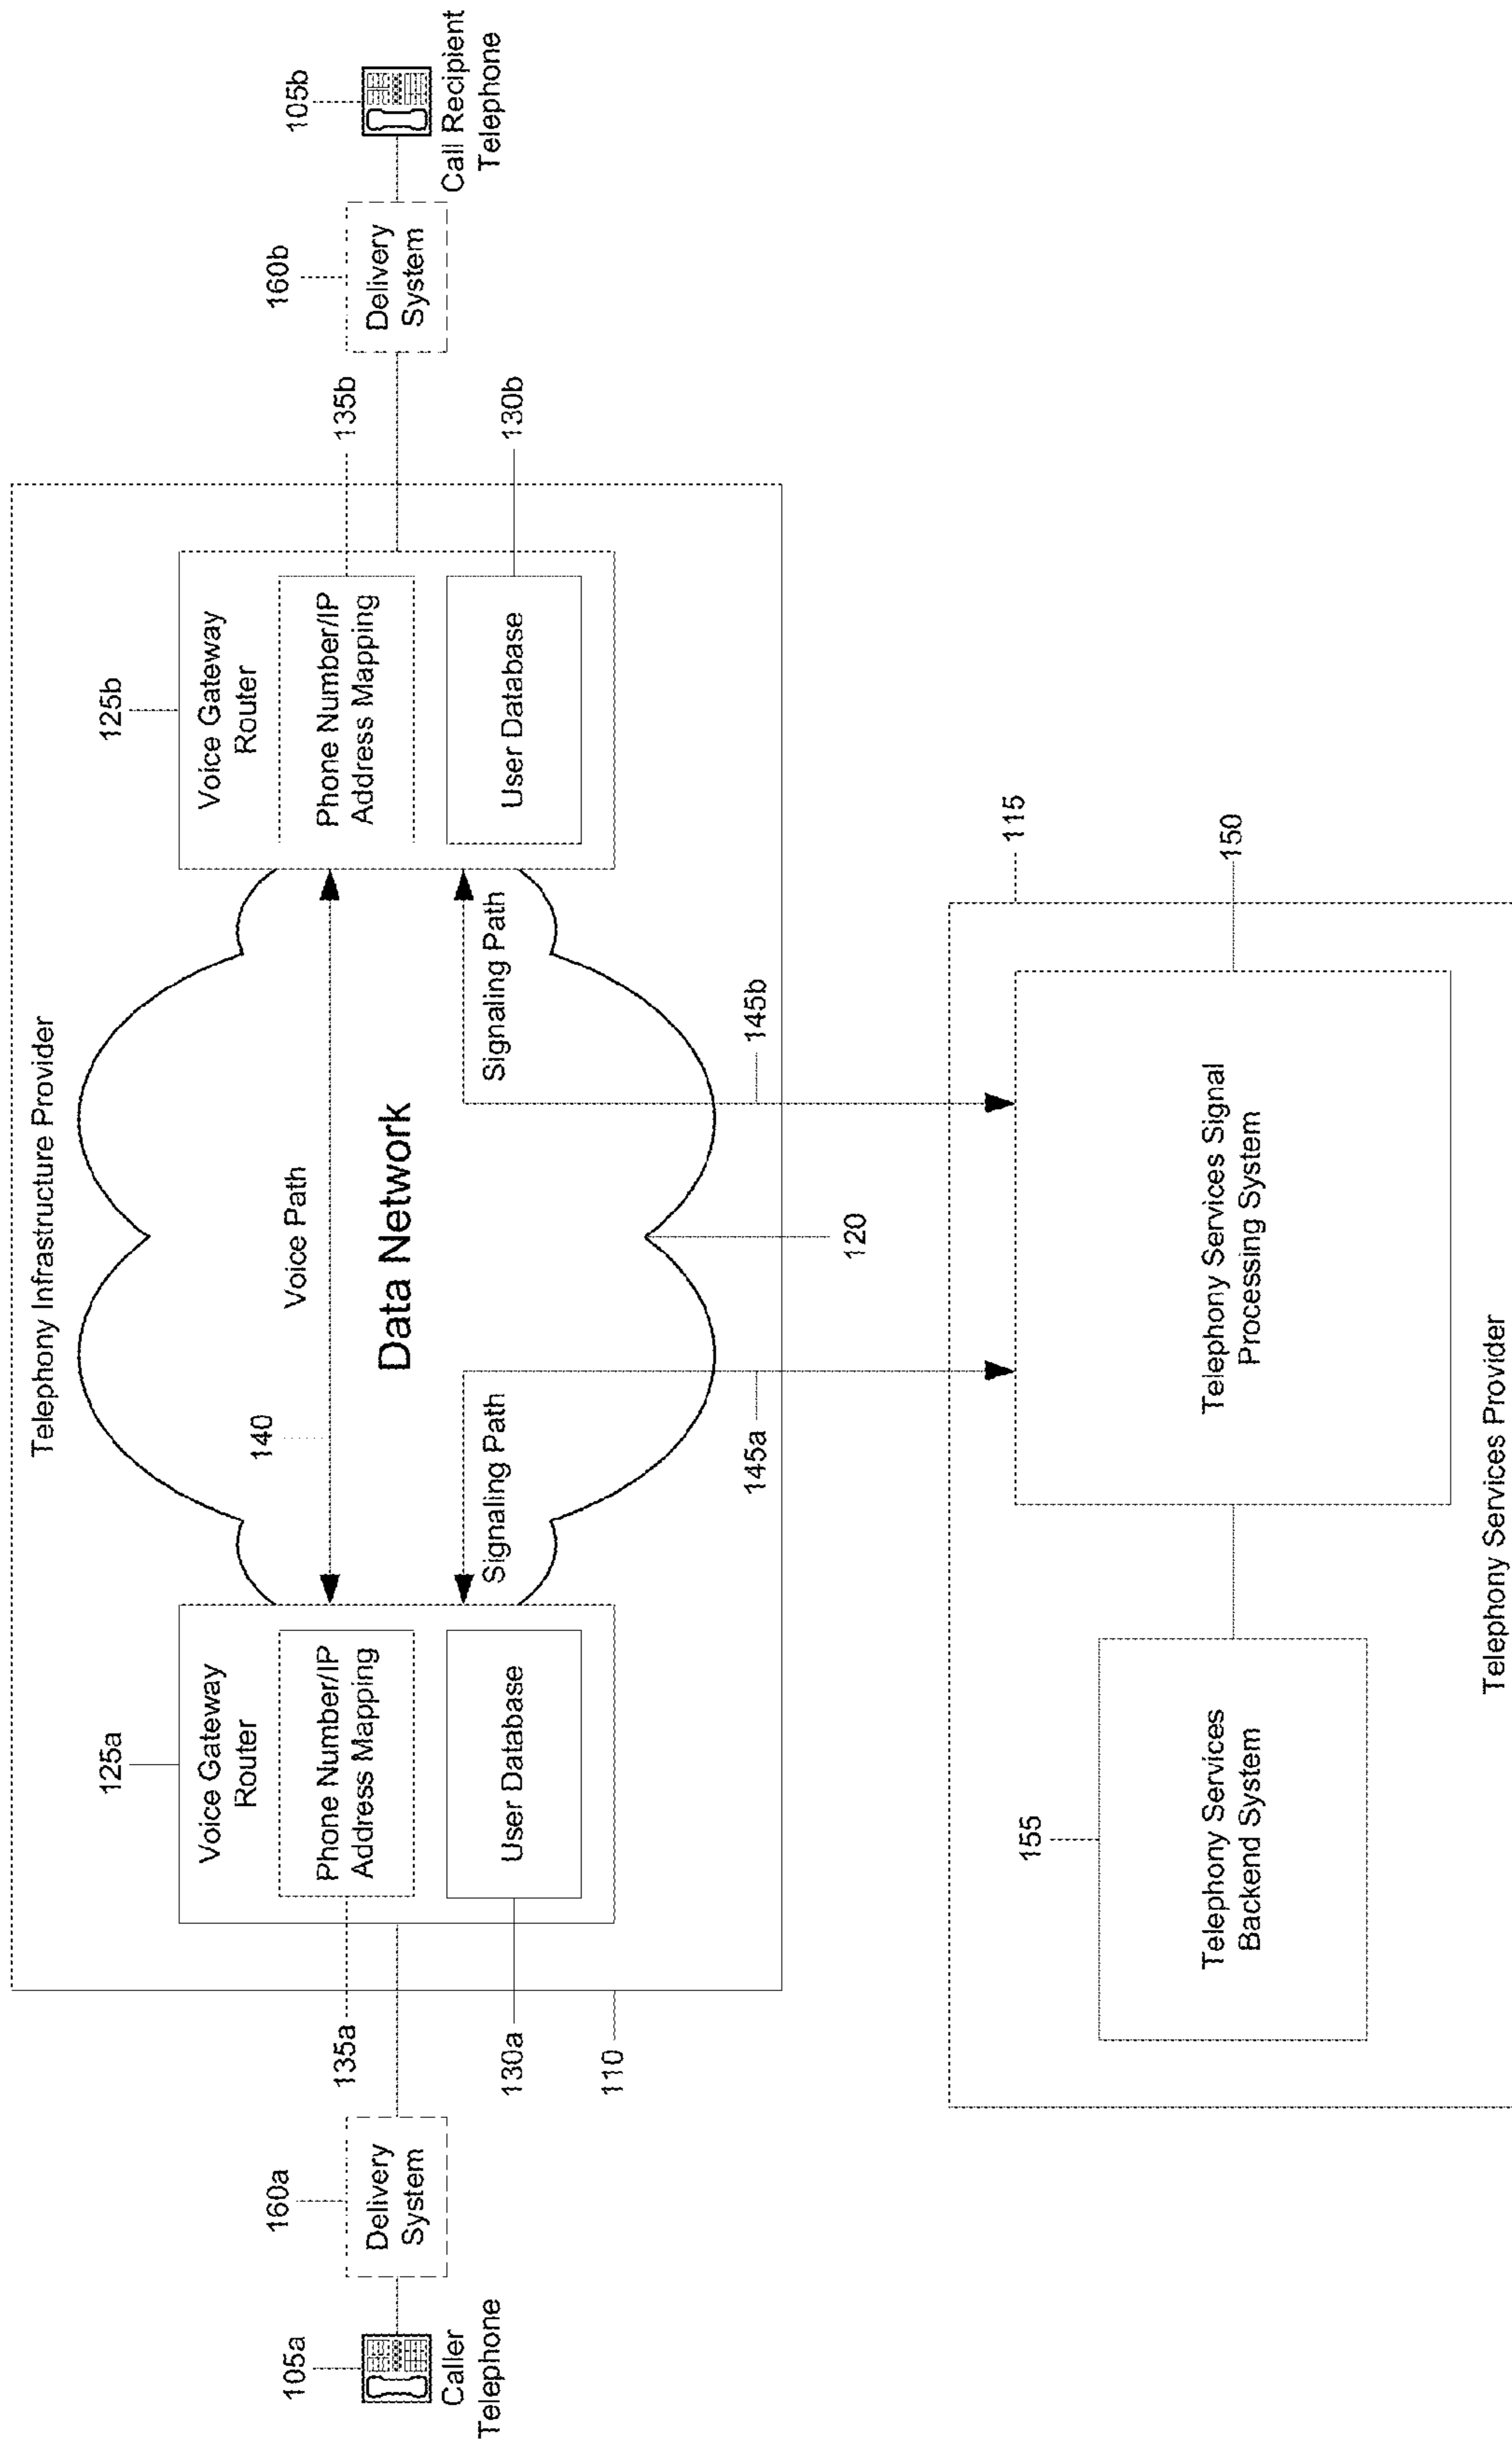 Telephony Infrastructure Provider
125a
Voice Gateway
Router
Phone Number/IP
Address Mapping
User Database
135a
130a
110
160a
Delivery
System
105a
Caller
Telephone
140
Voice Path
Data Network
Signaling Path
Signaling Path
120
145a
145b
125b
Voice Gateway
Router
Phone Number/IP
Address Mapping
User Database
135b
130b
160b
Delivery
System
105b
Call Recipient
Telephone
115
150
155
Telephony Services
Backend System
Telephony Services Signal
Processing System
Telephony Services Provider